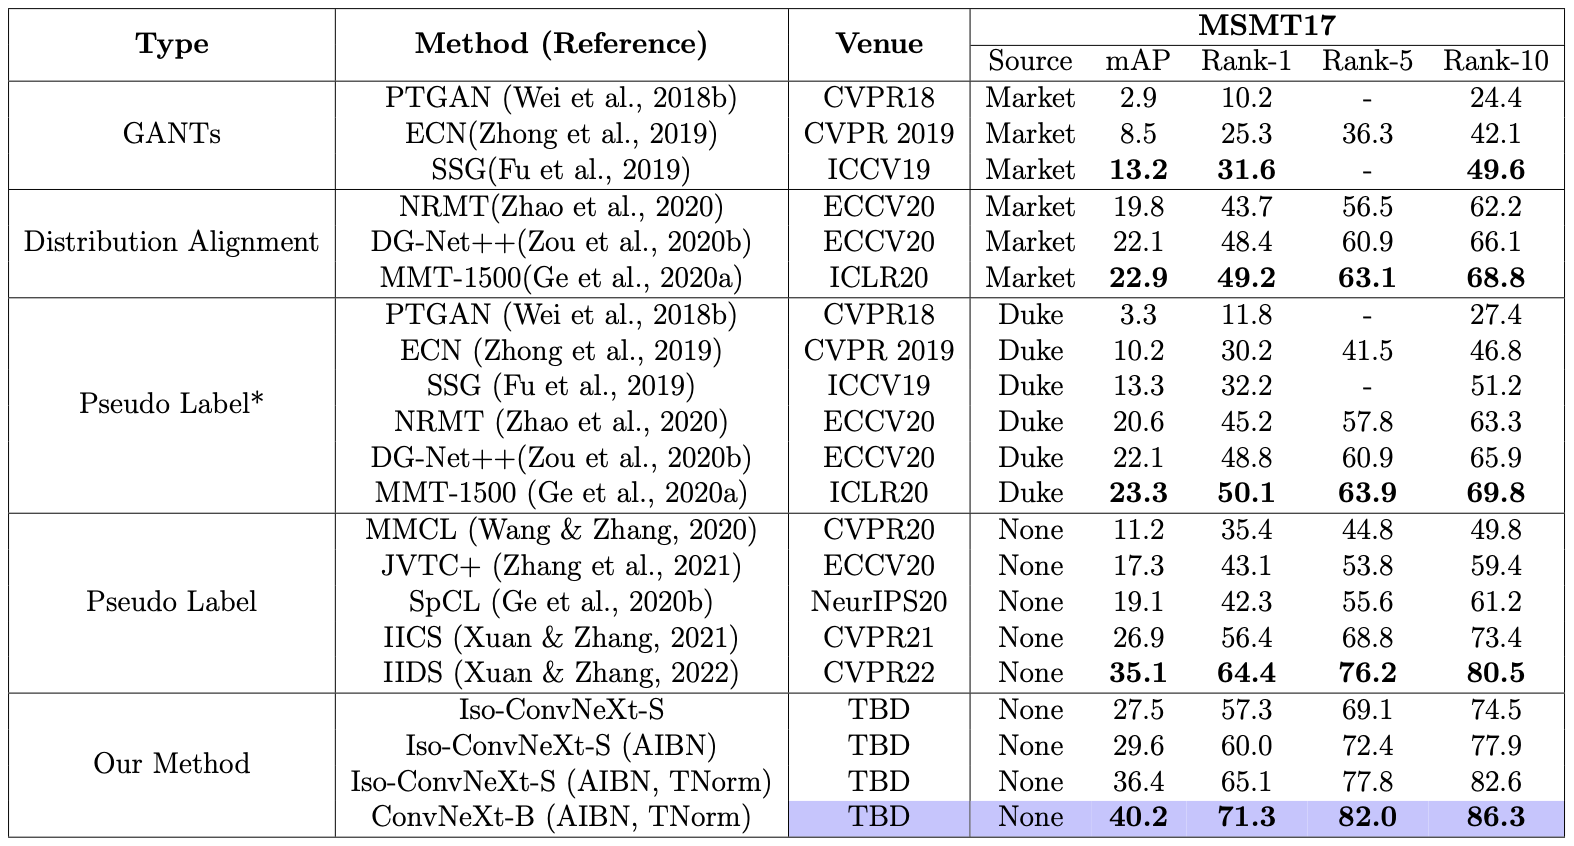 Type Method (Reference) Venue MSMT17
Source mAP Rank-1 Rank-5 Rank-10
GANTs
PTGAN (Wei et al., 2018b) CVPR18 Market 2.9 10.2 - 24.4
ECN(Zhong et al., 2019) CVPR 2019 Market 8.5 25.3 36.3 42.1
SSG(Fu et al., 2019) ICCV19 Market 13.2 31.6 - 49.6
Distribution Alignment
NRMT(Zhao et al., 2020) ECCV20 Market 19.8 43.7 56.5 62.2
DG-Net++(Zou et al., 2020b) ECCV20 Market 22.1 48.4 60.9 66.1
MMT-1500(Ge et al., 2020a) ICLR20 Market 22.9 49.2 63.1 68.8
Pseudo Label*
PTGAN (Wei et al., 2018b) CVPR18 Duke 3.3 11.8 - 27.4
ECN (Zhong et al., 2019) CVPR 2019 Duke 10.2 30.2 41.5 46.8
SSG (Fu et al., 2019) ICCV19 Duke 13.3 32.2 - 51.2
NRMT (Zhao et al., 2020) ECCV20 Duke 20.6 45.2 57.8 63.3
DG-Net++(Zou et al., 2020b) ECCV20 Duke 22.1 48.8 60.9 65.9
MMT-1500 (Ge et al., 2020a) ICLR20 Duke 23.3 50.1 63.9 69.8
Pseudo Label
MMCL (Wang & Zhang, 2020) CVPR20 None 11.2 35.4 44.8 49.8
JVTC+ (Zhang et al., 2021) ECCV20 None 17.3 43.1 53.8 59.4
SpCL (Ge et al., 2020b) NeurIPS20 None 19.1 42.3 55.6 61.2
IICS (Xuan & Zhang, 2021) CVPR21 None 26.9 56.4 68.8 73.4
IIDS (Xuan & Zhang, 2022) CVPR22 None 35.1 64.4 76.2 80.5
Our Method
Iso-ConvNeXt-S TBD None 27.5 57.3 69.1 74.5
Iso-ConvNeXt-S (AIBN) TBD None 29.6 60.0 72.4 77.9
Iso-ConvNeXt-S (AIBN, TNorm) TBD None 36.4 65.1 77.8 82.6
ConvNeXt-B (AIBN, TNorm) TBD None 40.2 71.3 82.0 86.3